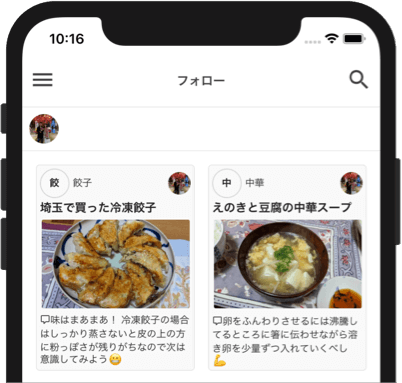 10:16
フォロー
餃 餃子
埼玉で買った冷凍餃子
味はまあまあ！ 冷凍餃子の場合
はしっかり蒸さないと皮の上の方
に粉っぽさが残りがちなので次は
意識してみよう😬
中 中華
えのきと豆腐の中華スープ
卵をふんわりさせるには沸騰し
てるところに箸に伝わせながら溶
き卵を少量ずつ入れていくべし
💪